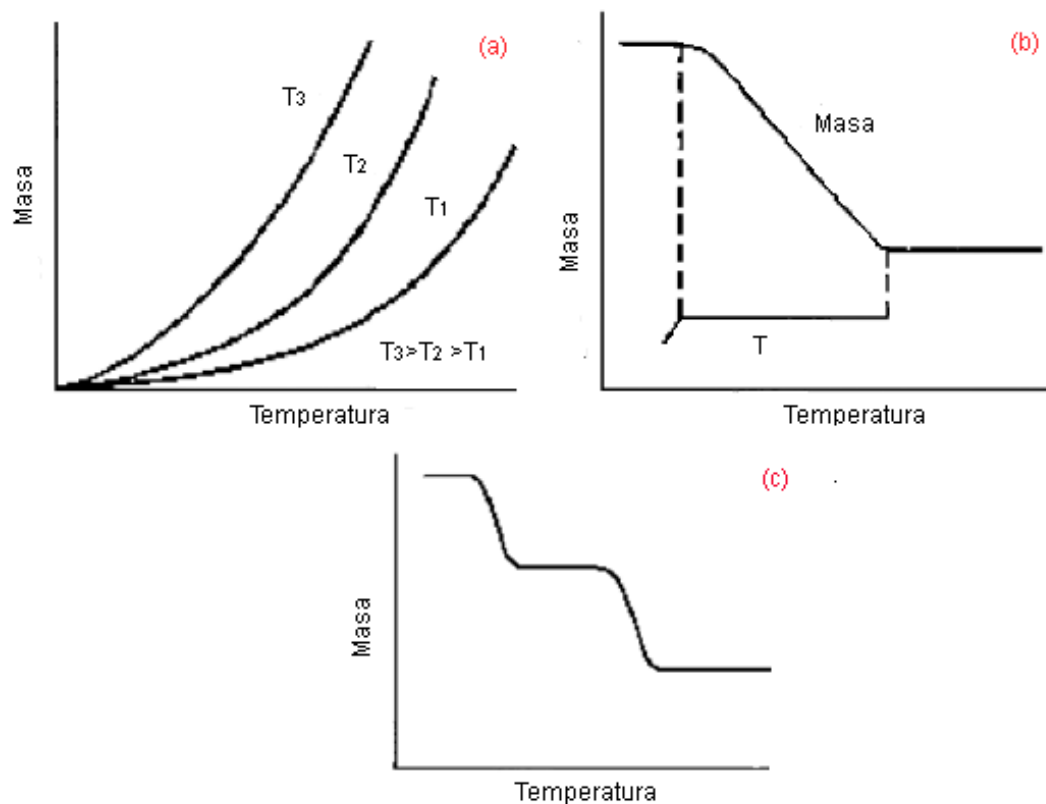 (a)
T3
T2
T1
T3>T2 >T1
Masa
Temperatura
(b)
Masa
T
Masa
Temperatura
(c)
Masa
Temperatura